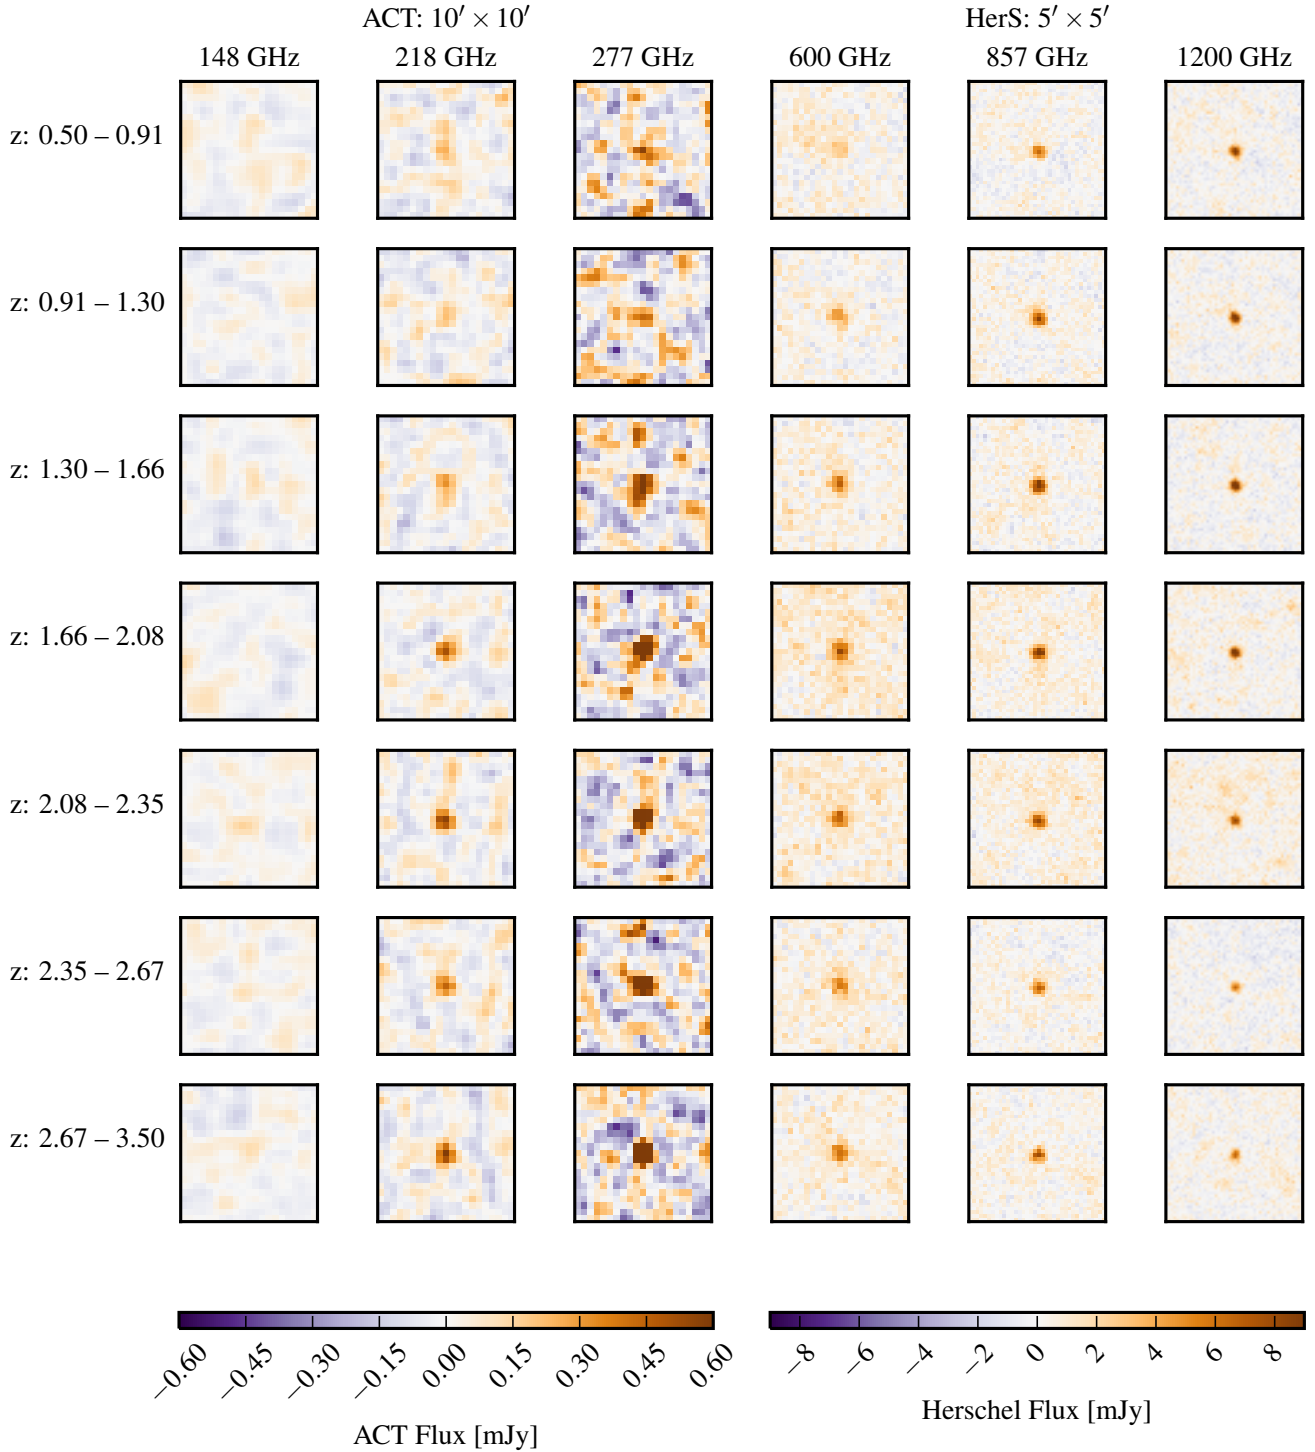 ACT: 10′ × 10′ HerS: 5′ × 5′
148 GHz 218 GHz 277 GHz 600 GHz 857 GHz 1200 GHz
z: 0.50 – 0.91
z: 0.91 – 1.30
z: 1.30 – 1.66
z: 1.66 – 2.08
z: 2.08 – 2.35
z: 2.35 – 2.67
z: 2.67 – 3.50
−0.60 −0.45 −0.30 −0.15 0.00 0.15 0.30 0.45 0.60
ACT Flux [mJy]
−8 −6 −4 −2 0 2 4 6 8
Herschel Flux [mJy]